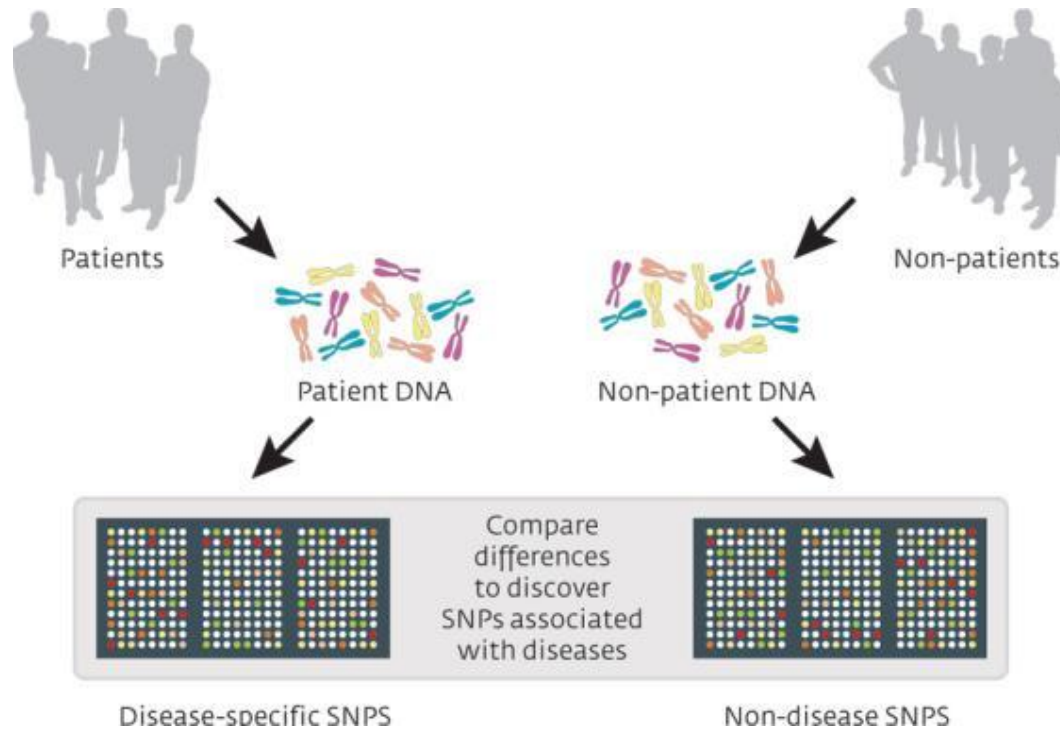 Patients
Non-patients
Patient DNA
Non-patient DNA
Compare
differences
to discover
SNPs associated
with diseases
Disease-specific SNPS
Non-disease SNPS